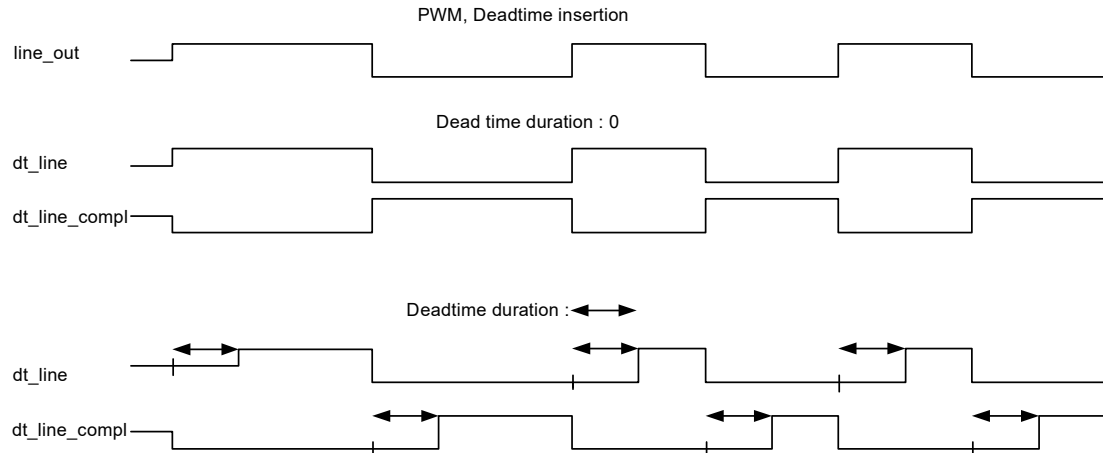 PWM, Deadtime insertion
line_out
Dead time duration : 0
dt_line
dt_line_compl
Deadtime duration :
dt_line
dt_line_compl